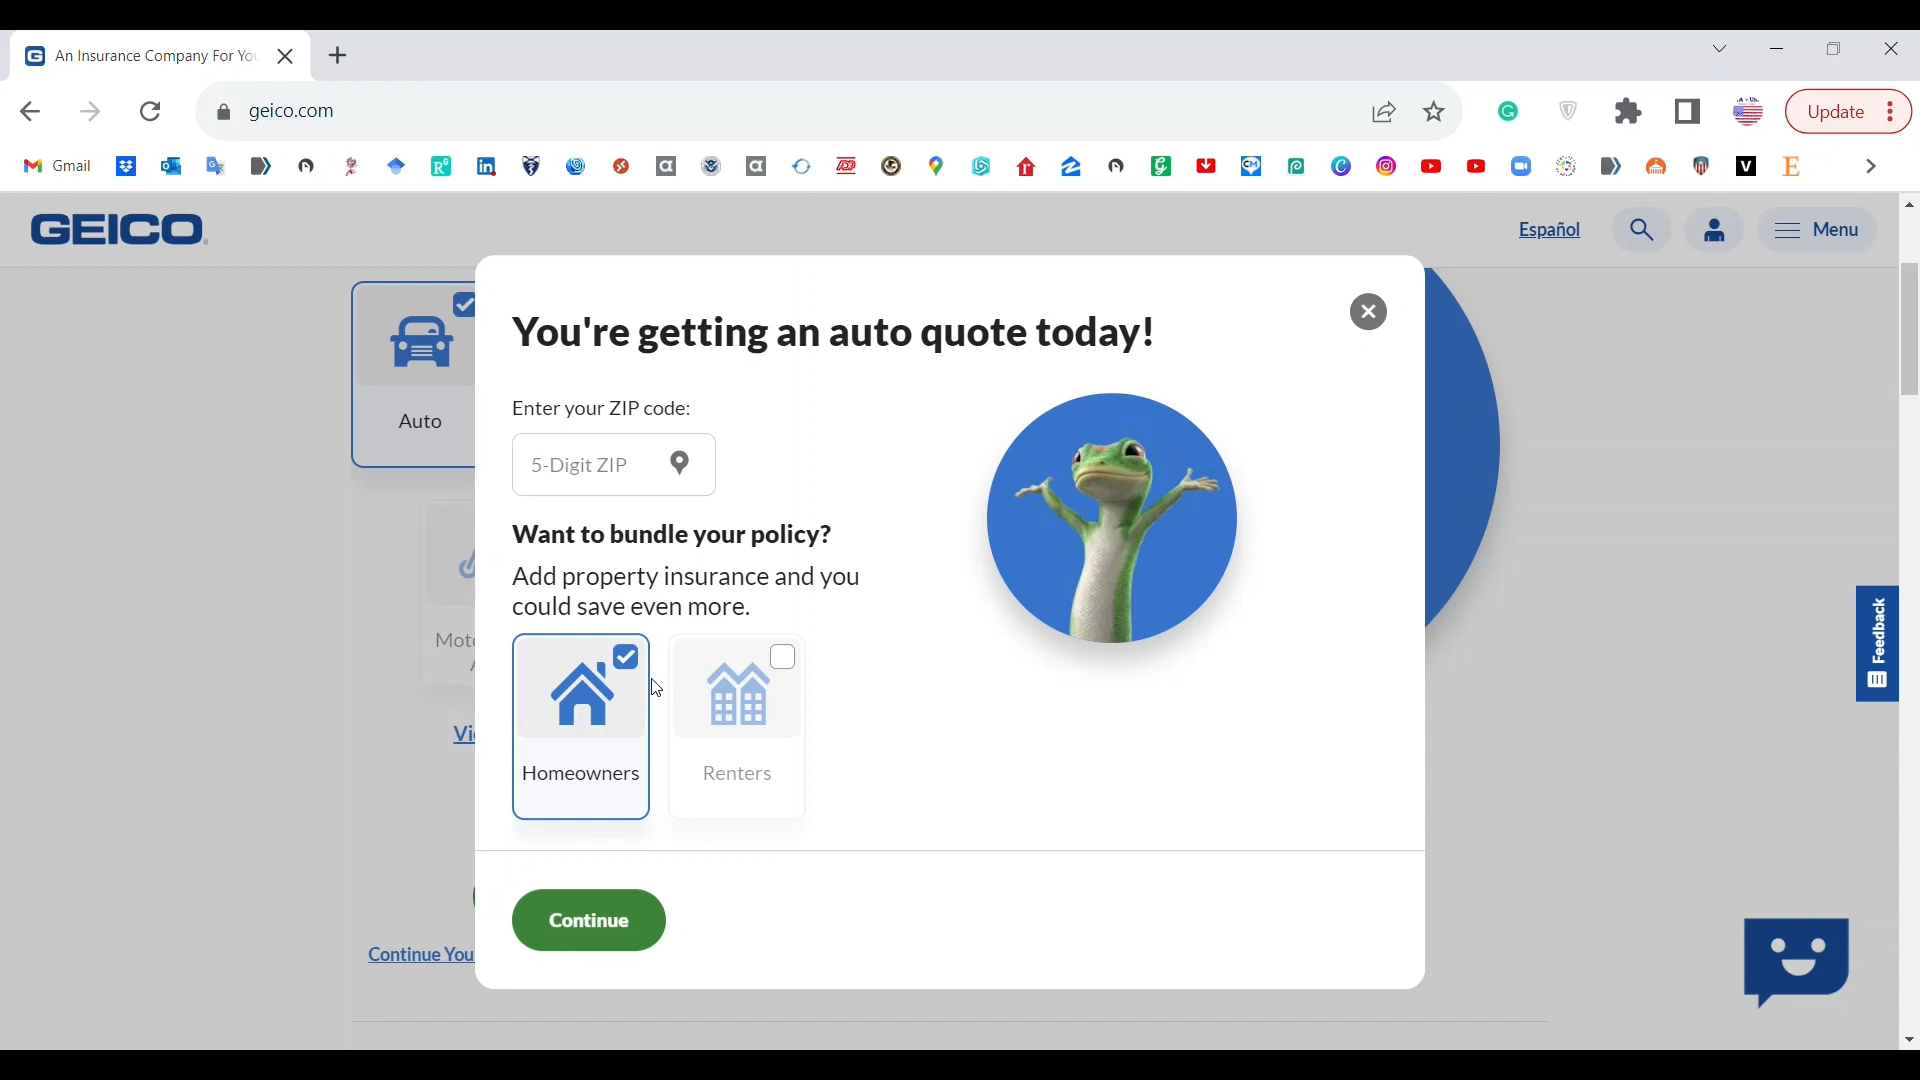 An Insurance Company For You
geico.com
Update
Gmail
GEICO
Español
Menu
You're getting an auto quote today!
Auto
Enter your ZIP code:
5-Digit ZIP
Want to bundle your policy?
Add property insurance and you
could save even more.
Homeowners
Renters
Feedback
Continue
Continue You